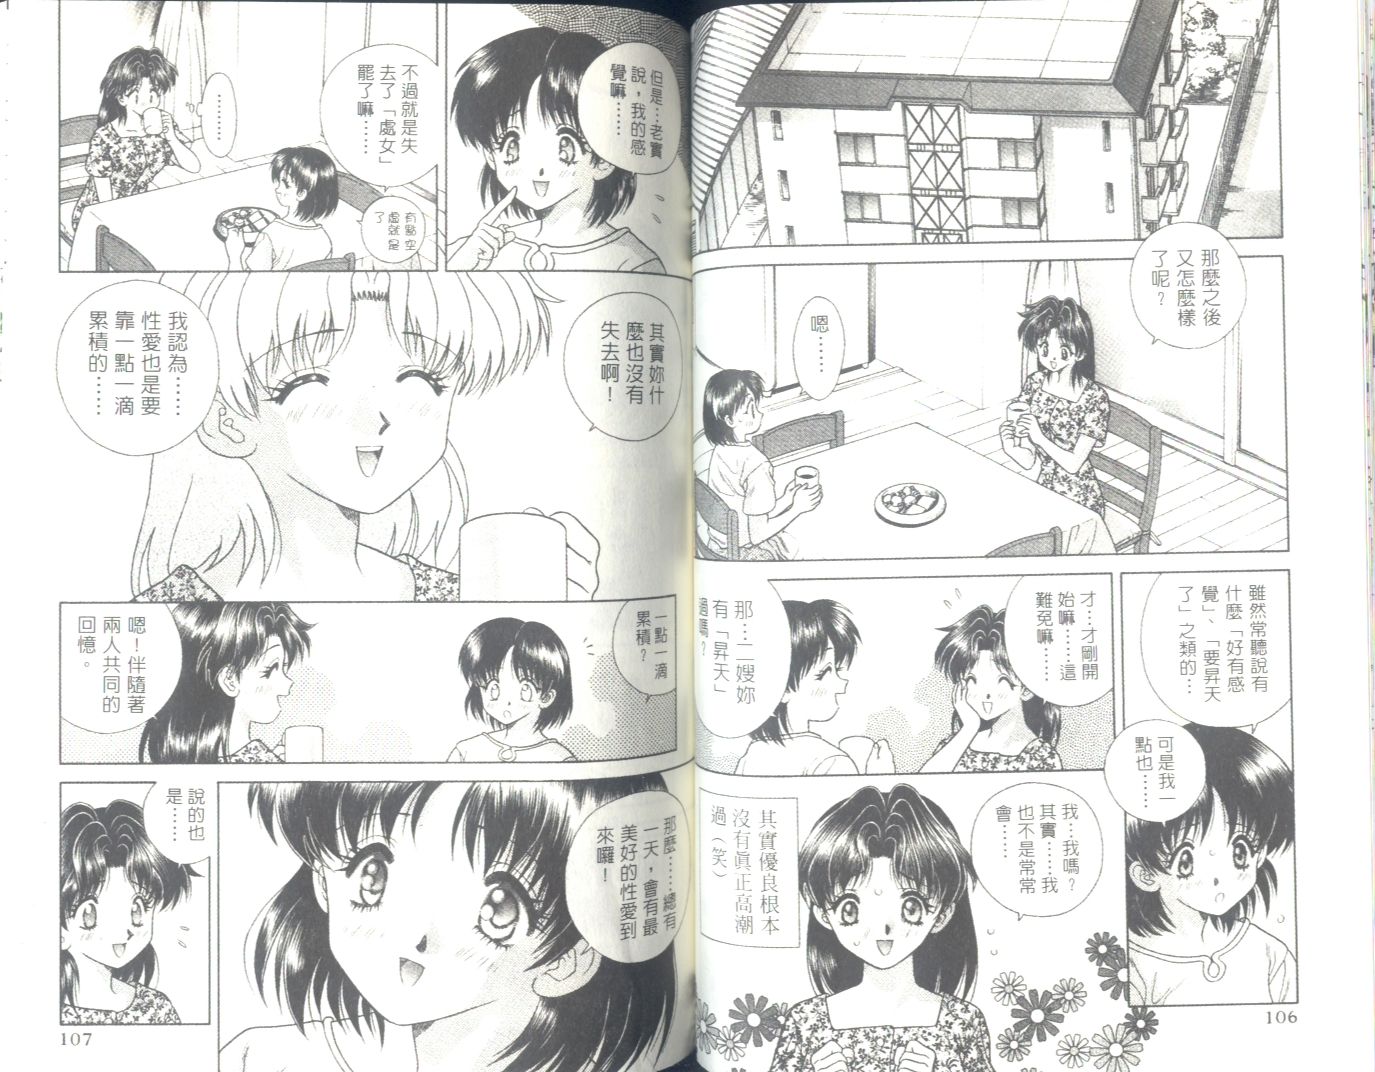 那麼之後
又怎麼樣
了呢？
嗯……
雖然常聽說有
什麼「好有感
覺」、「要昇天
了」之類的…
可是我一
點也……
才…才剛開
始嘛……這
難免嘛……
那…二嫂妳
有「昇天」
過嗎？
我…我嗎？
其實……我
也不是常常
會……
其實優良根本
沒有真正高潮
過（笑）
106
但是…老實
說，我的感
覺嘛……
不過就是失
去了「處女」
罷了嘛……
有點空
虛就是
了
……
其實妳什
麼也沒有
失去啊！
我認為……
性愛也是要
靠一點一滴
累積的……
一點一滴
累積？
嗯！伴隨著
兩人共同的
回憶。
那麼……總有
一天，會有最
美好的性愛到
來囉！
說的也
是……
107